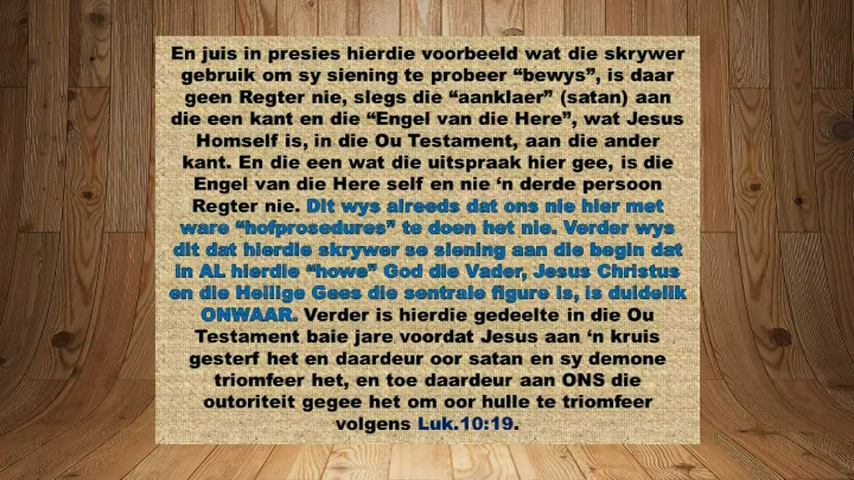 En juis in presies hierdie voorbeeld wat die skrywer
gebruik om sy siening te probeer “bewys”, is daar
geen Regter nie, slegs die “aanklaer” (satan) aan
die een kant en die “Engel van die Here”, wat Jesus
Homself is, in die Ou Testament, aan die ander
kant. En die een wat die uitspraak hier gee, is die
Engel van die Here self en nie ‘n derde persoon
Regter nie. Dit wys alreeds dat ons nie hier met
ware “hofprosedures” te doen het nie. Verder wys
dit dat hierdie skrywer se siening aan die begin dat
in AL hierdie “howe” God die Vader, Jesus Christus
en die Heilige Gees die sentrale figure is, is duidelik
ONWAAR. Verder is hierdie gedeelte in die Ou
Testament baie jare voordat Jesus aan ‘n kruis
gesterf het en daardeur oor satan en sy demone
triomfeer het, en toe daardeur aan ONS die
outoriteit gegee het om oor hulle te triomfeer
volgens Luk.10:19.